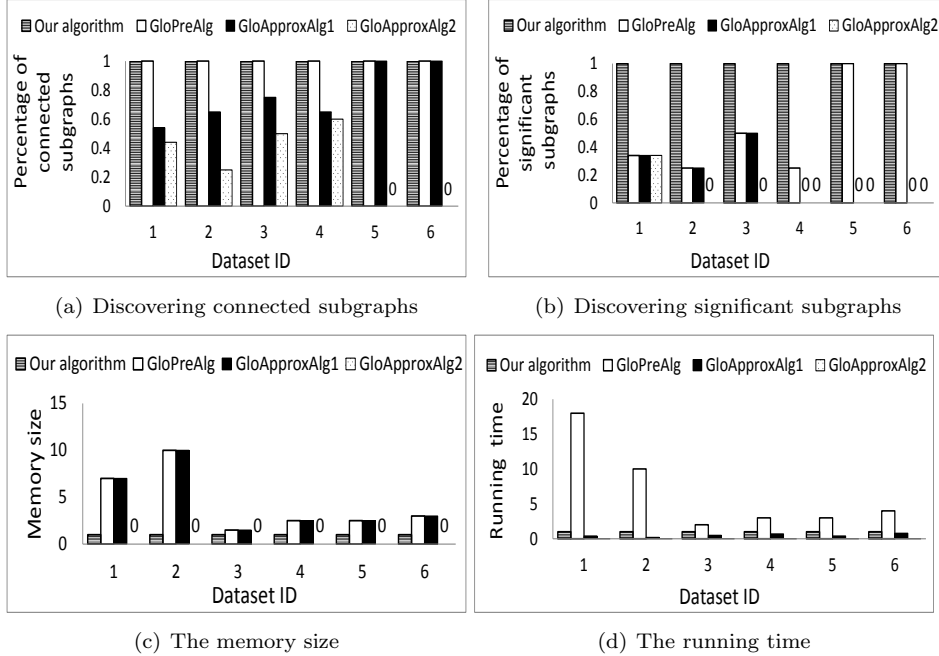 Our algorithm GloPreAlg GloApproxAlg1 GloApproxAlg2
Percentage of connected subgraphs
1
0.8
0.6
0.4
0.2
0
0 0
1 2 3 4 5 6
Dataset ID
(a) Discovering connected subgraphs
Our algorithm GloPreAlg GloApproxAlg1 GloApproxAlg2
Percentage of significant subgraphs
1
0.8
0.6
0.4
0.2
0
0 0 0 0 0 0 0 0
1 2 3 4 5 6
Dataset ID
(b) Discovering significant subgraphs
Our algorithm GloPreAlg GloApproxAlg1 GloApproxAlg2
Memory size
15
10
5
0
0 0 0 0 0 0
1 2 3 4 5 6
Dataset ID
(c) The memory size
Our algorithm GloPreAlg GloApproxAlg1 GloApproxAlg2
Running time
20
15
10
5
0
1 2 3 4 5 6
Dataset ID
(d) The running time